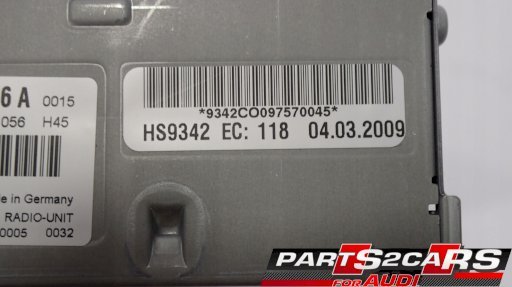 6 A 0015
056 H45
de in Germany
RADIO-UNIT
0005 0032
*9342CO097570045*
HS9342 EC: 118 04.03.2009
PARTS2CARS
FOR AUDI